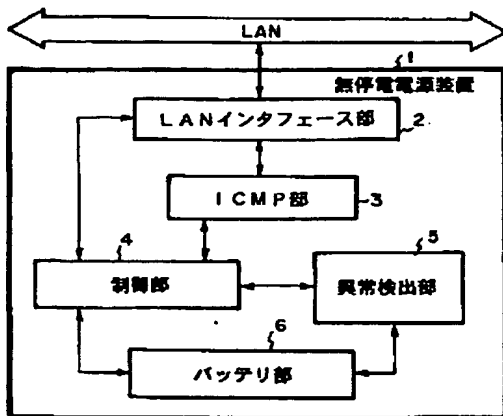 LAN
1
無停電電源装置
LANインタフェース部
2
ICMP部
3
4
5
制御部
異常検出部
6
バッテリ部